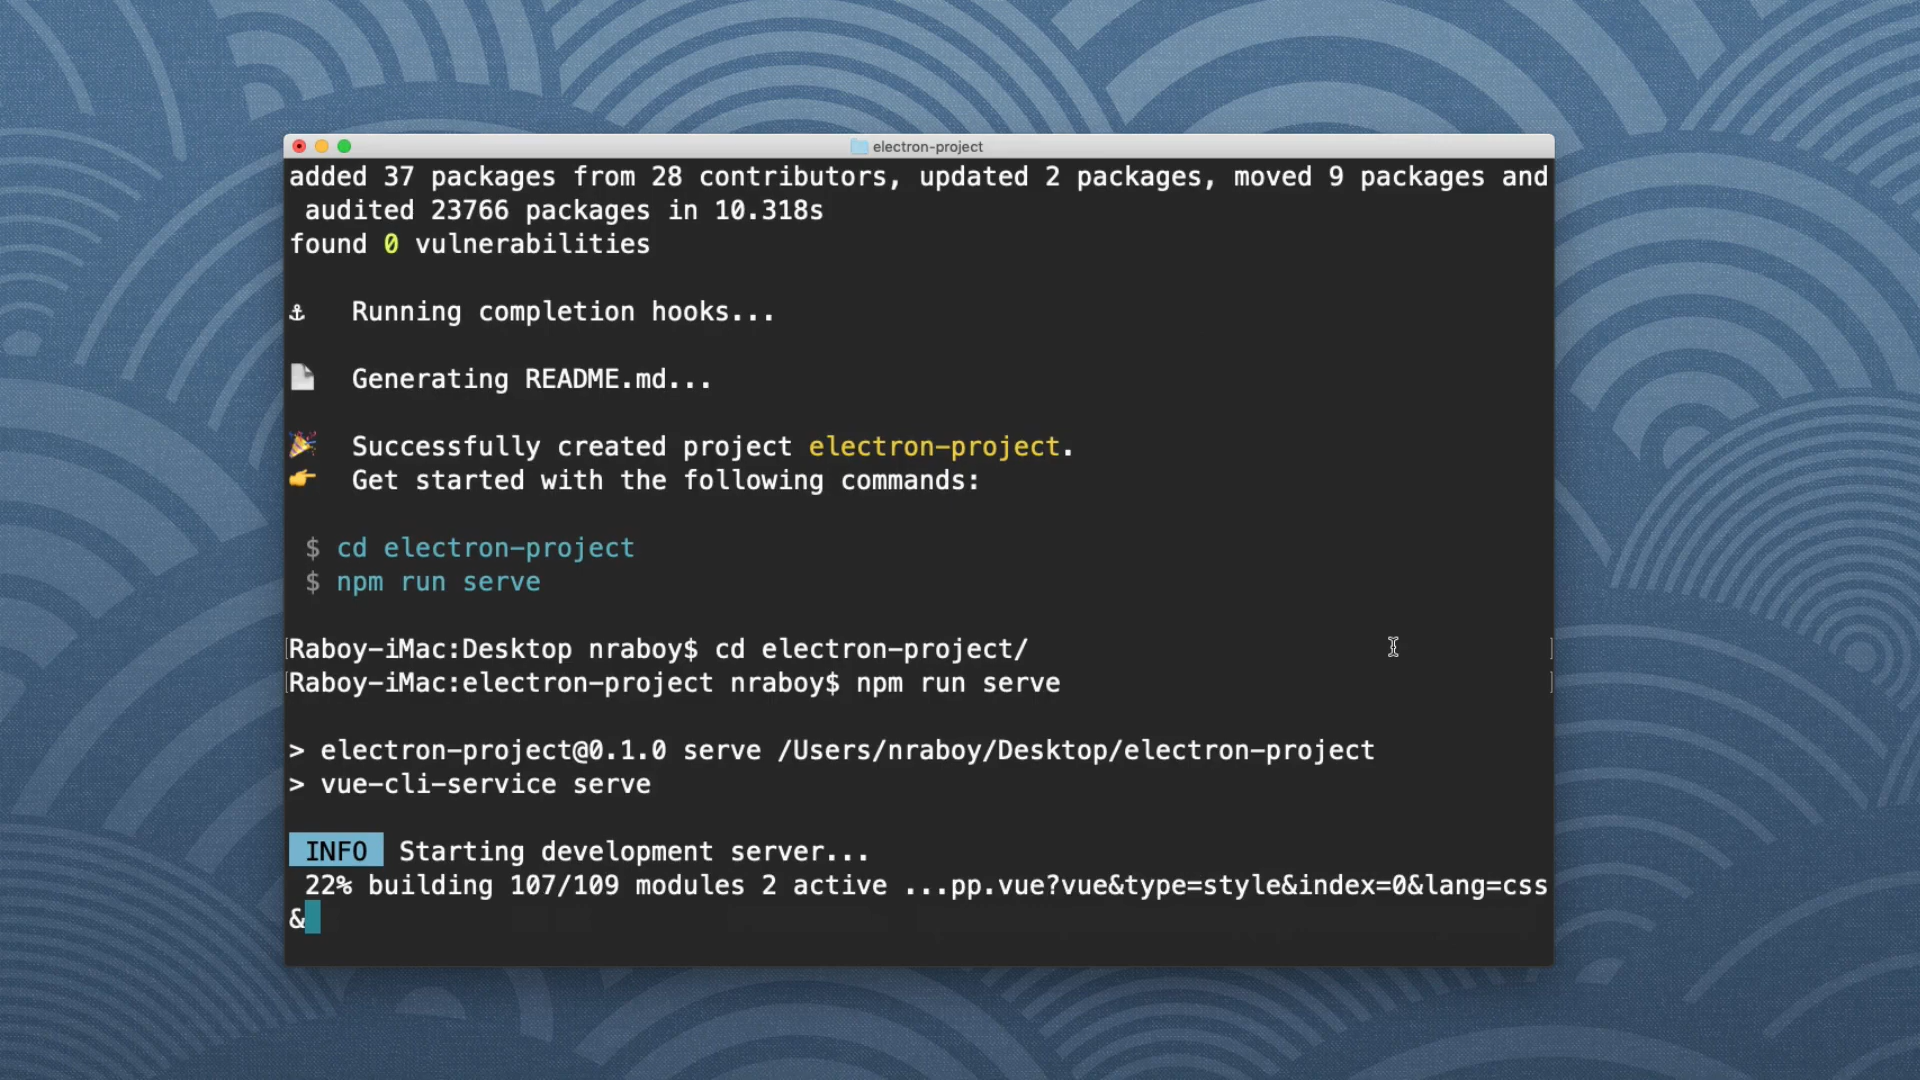 electron-project
added 37 packages from 28 contributors, updated 2 packages, moved 9 packages and
audited 23766 packages in 10.318s
found 0 vulnerabilities
⚓ Running completion hooks...
📄 Generating README.md...
🎉 Successfully created project electron-project.
👉 Get started with the following commands:
$ cd electron-project
$ npm run serve
[Raboy-iMac:Desktop nraboy$ cd electron-project/ ]
[Raboy-iMac:electron-project nraboy$ npm run serve ]
> electron-project@0.1.0 serve /Users/nraboy/Desktop/electron-project
> vue-cli-service serve
INFO Starting development server...
22% building 107/109 modules 2 active ...pp.vue?vue&type=style&index=0&lang=css
&